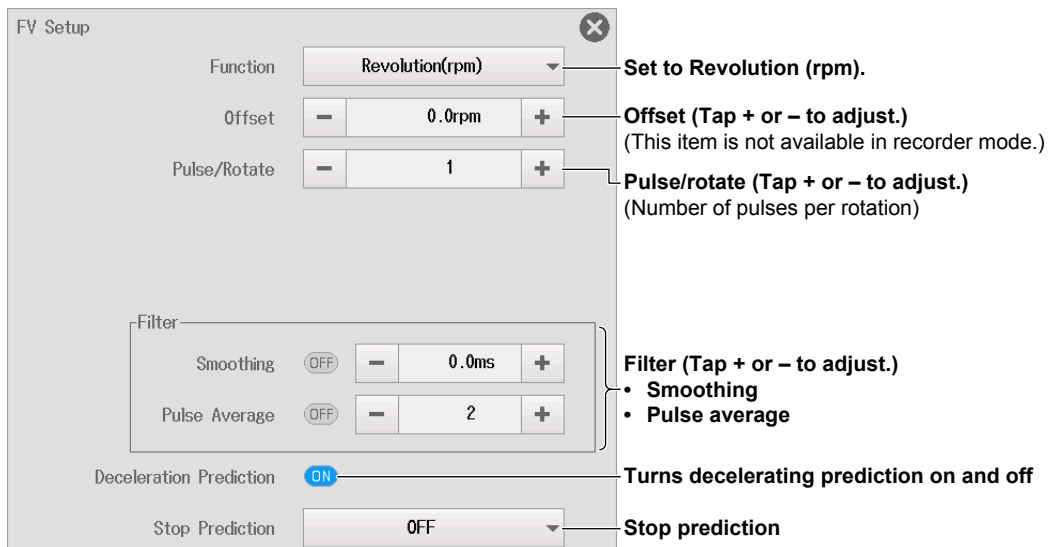 FV Setup
Function Revolution(rpm) Set to Revolution (rpm).
Offset − 0.0rpm + Offset (Tap + or – to adjust.)
(This item is not available in recorder mode.)
Pulse/Rotate − 1 + Pulse/rotate (Tap + or – to adjust.)
(Number of pulses per rotation)
Filter
Smoothing OFF − 0.0ms + Filter (Tap + or – to adjust.)
• Smoothing
Pulse Average OFF − 2 + • Pulse average
Deceleration Prediction ON Turns decelerating prediction on and off
Stop Prediction OFF Stop prediction